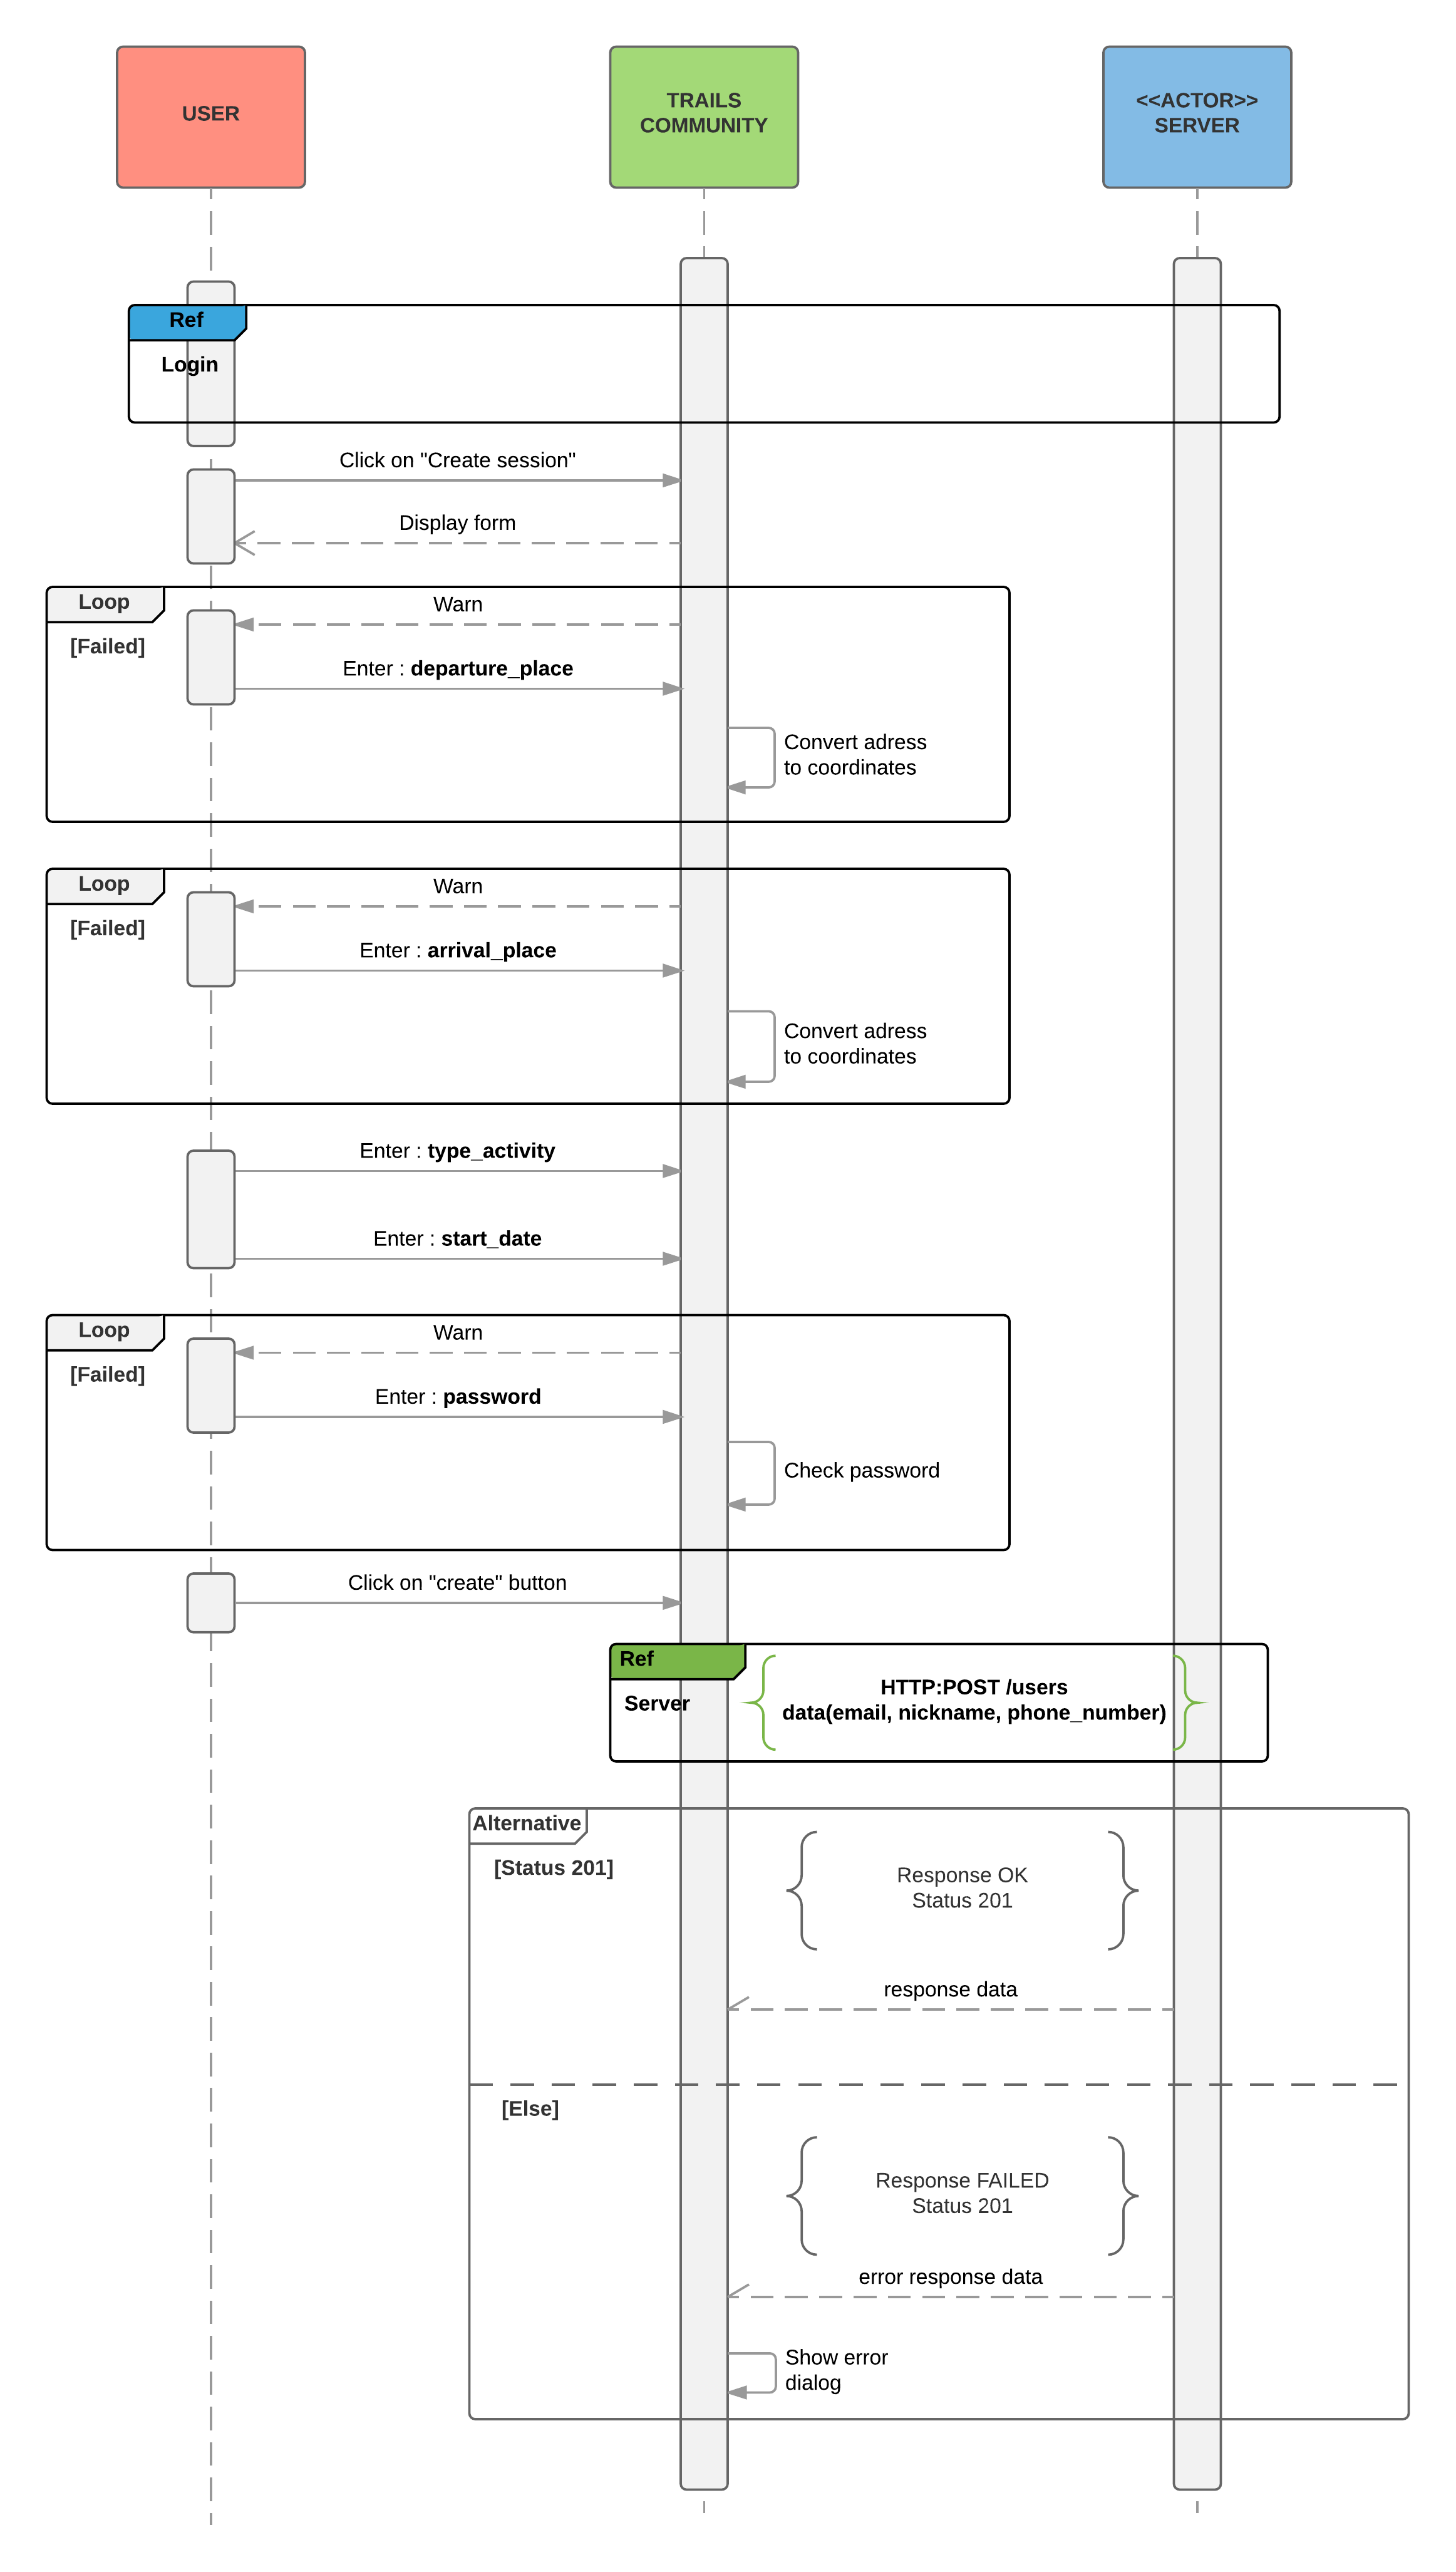 USER
TRAILS
COMMUNITY
<<ACTOR>>
SERVER
Ref
Login
Click on "Create session"
Display form
Loop
[Failed]
Warn
Enter : departure_place
Convert adress
to coordinates
Loop
[Failed]
Warn
Enter : arrival_place
Convert adress
to coordinates
Enter : type_activity
Enter : start_date
Loop
[Failed]
Warn
Enter : password
Check password
Click on "create" button
Ref
Server
HTTP:POST /users
data(email, nickname, phone_number)
Alternative
[Status 201]
Response OK
Status 201
response data
[Else]
Response FAILED
Status 201
error response data
Show error
dialog